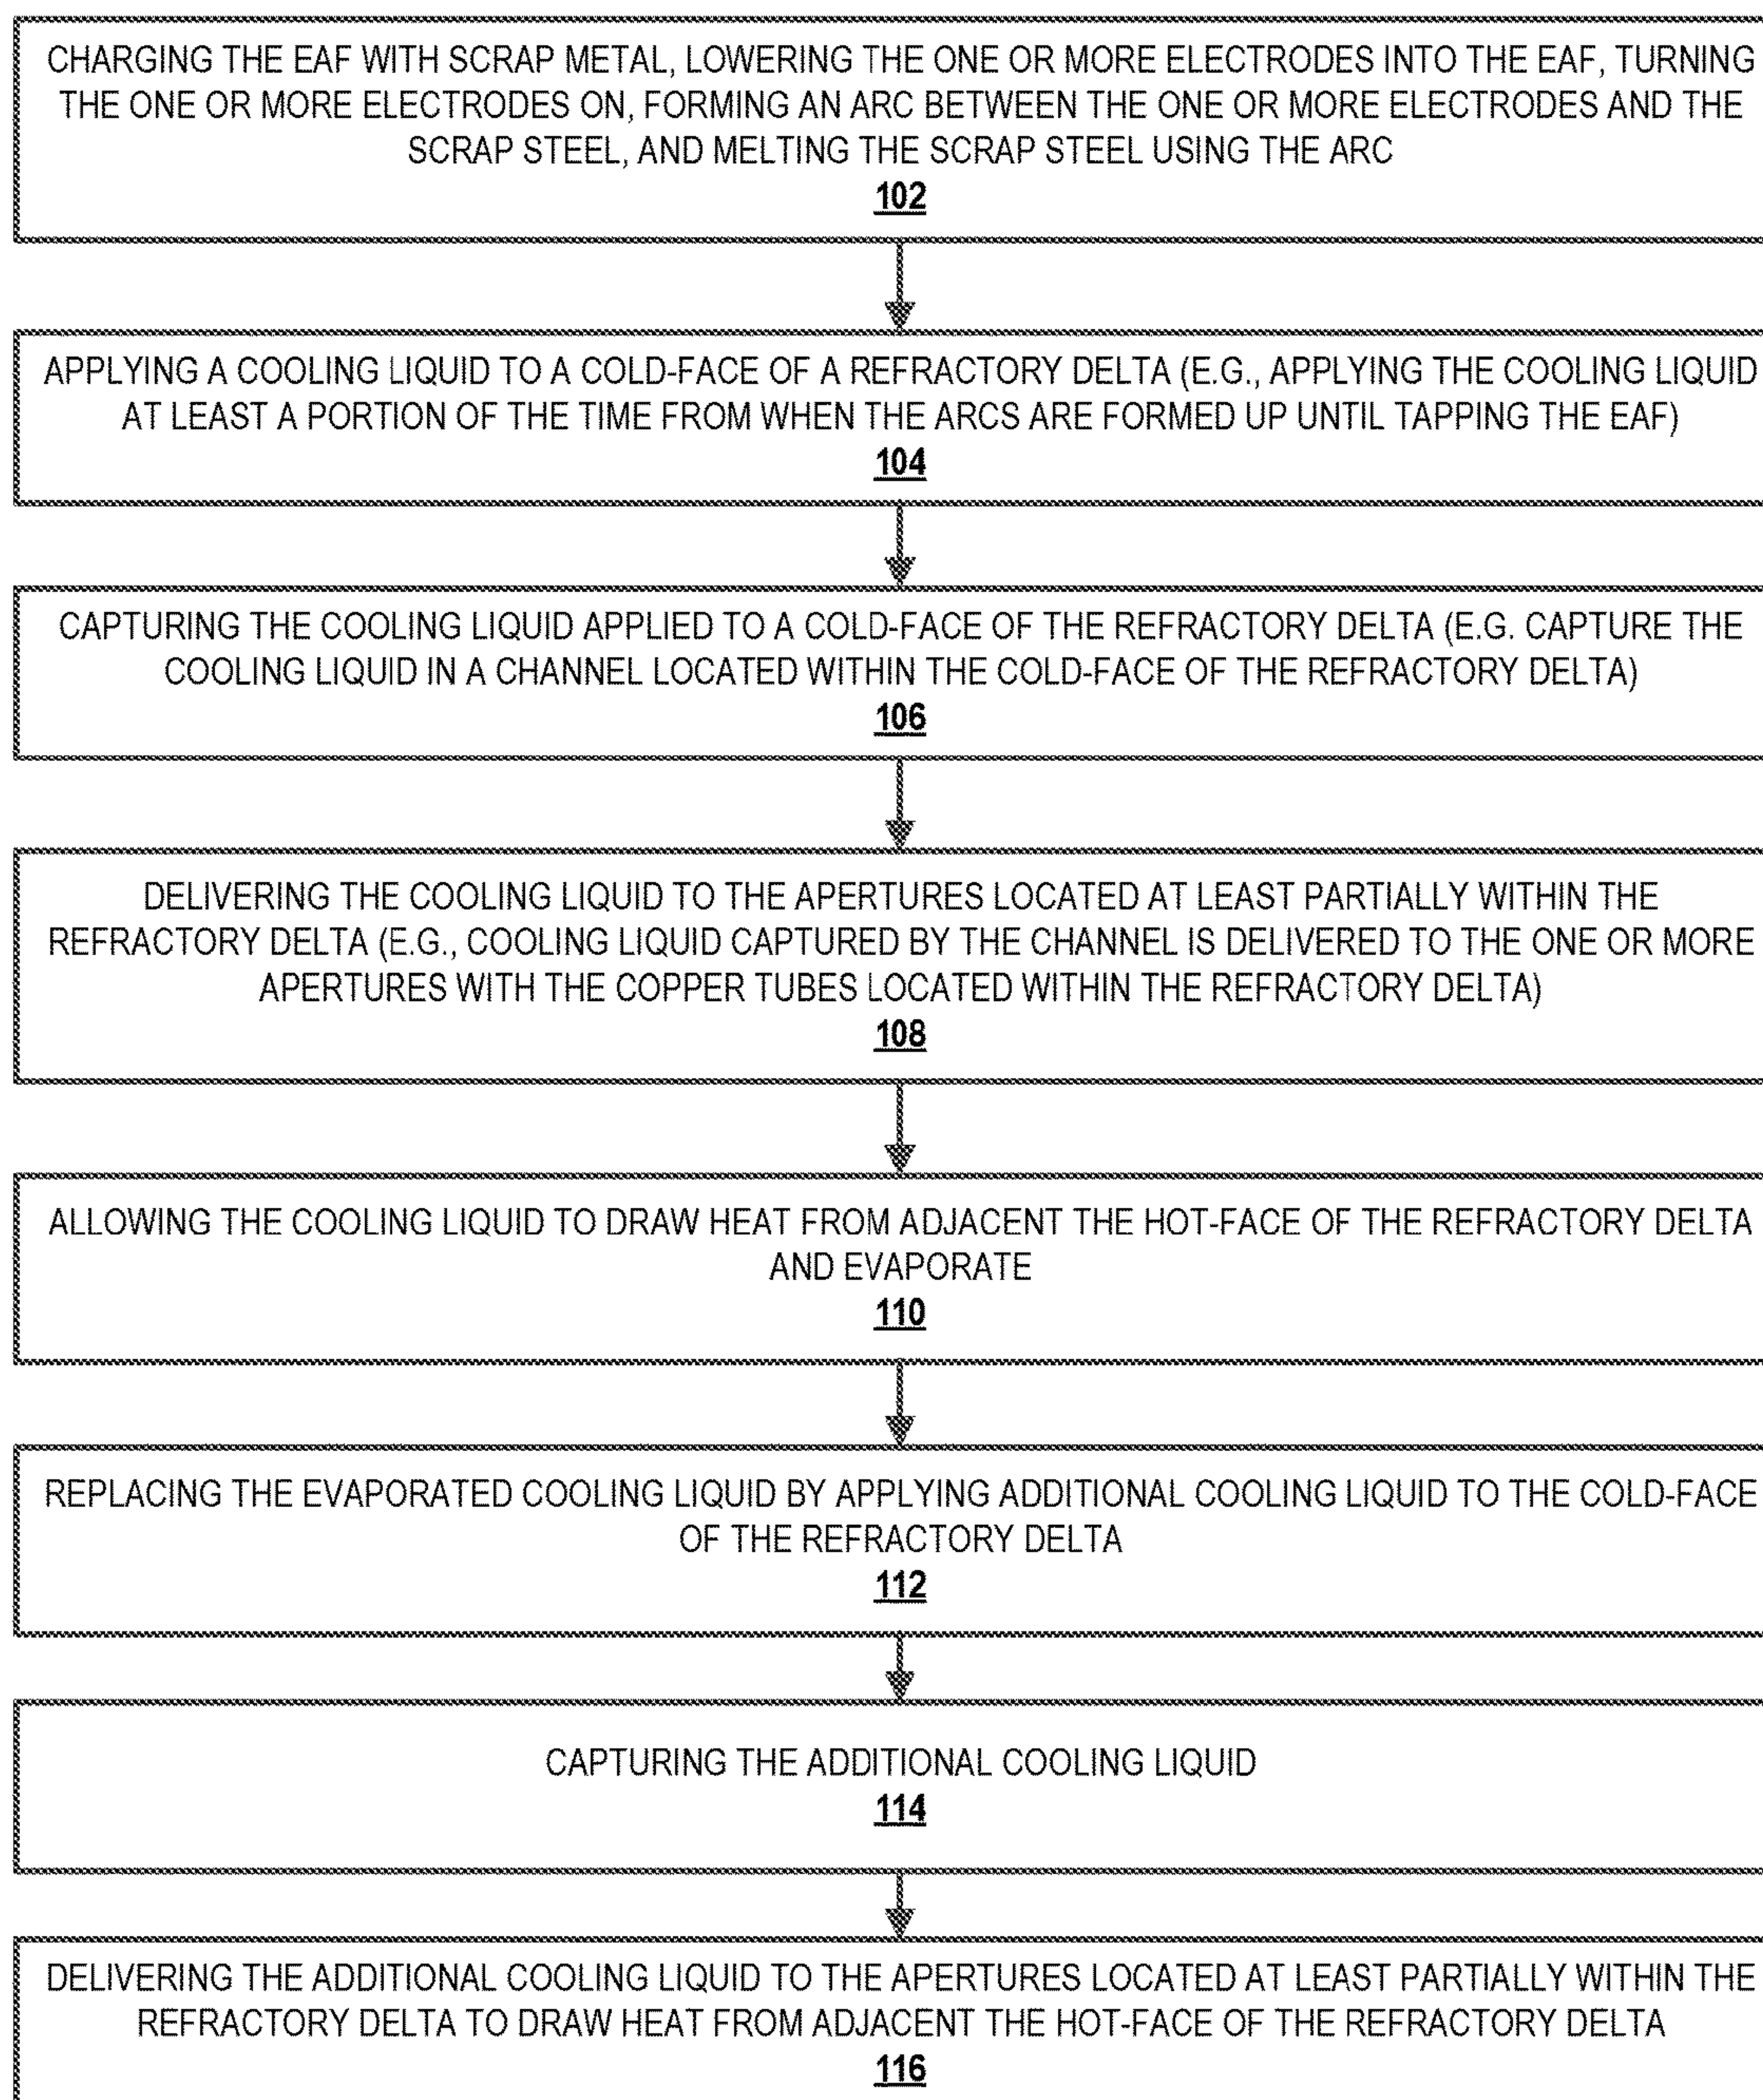 CHARGING THE EAF WITH SCRAP METAL, LOWERING THE ONE OR MORE ELECTRODES INTO THE EAF, TURNING
THE ONE OR MORE ELECTRODES ON, FORMING AN ARC BETWEEN THE ONE OR MORE ELECTRODES AND THE
SCRAP STEEL, AND MELTING THE SCRAP STEEL USING THE ARC
102
APPLYING A COOLING LIQUID TO A COLD-FACE OF A REFRACTORY DELTA (E.G., APPLYING THE COOLING LIQUID
AT LEAST A PORTION OF THE TIME FROM WHEN THE ARCS ARE FORMED UP UNTIL TAPPING THE EAF)
104
CAPTURING THE COOLING LIQUID APPLIED TO A COLD-FACE OF THE REFRACTORY DELTA (E.G. CAPTURE THE
COOLING LIQUID IN A CHANNEL LOCATED WITHIN THE COLD-FACE OF THE REFRACTORY DELTA)
106
DELIVERING THE COOLING LIQUID TO THE APERTURES LOCATED AT LEAST PARTIALLY WITHIN THE
REFRACTORY DELTA (E.G., COOLING LIQUID CAPTURED BY THE CHANNEL IS DELIVERED TO THE ONE OR MORE
APERTURES WITH THE COPPER TUBES LOCATED WITHIN THE REFRACTORY DELTA)
108
ALLOWING THE COOLING LIQUID TO DRAW HEAT FROM ADJACENT THE HOT-FACE OF THE REFRACTORY DELTA
AND EVAPORATE
110
REPLACING THE EVAPORATED COOLING LIQUID BY APPLYING ADDITIONAL COOLING LIQUID TO THE COLD-FACE
OF THE REFRACTORY DELTA
112
CAPTURING THE ADDITIONAL COOLING LIQUID
114
DELIVERING THE ADDITIONAL COOLING LIQUID TO THE APERTURES LOCATED AT LEAST PARTIALLY WITHIN THE
REFRACTORY DELTA TO DRAW HEAT FROM ADJACENT THE HOT-FACE OF THE REFRACTORY DELTA
116